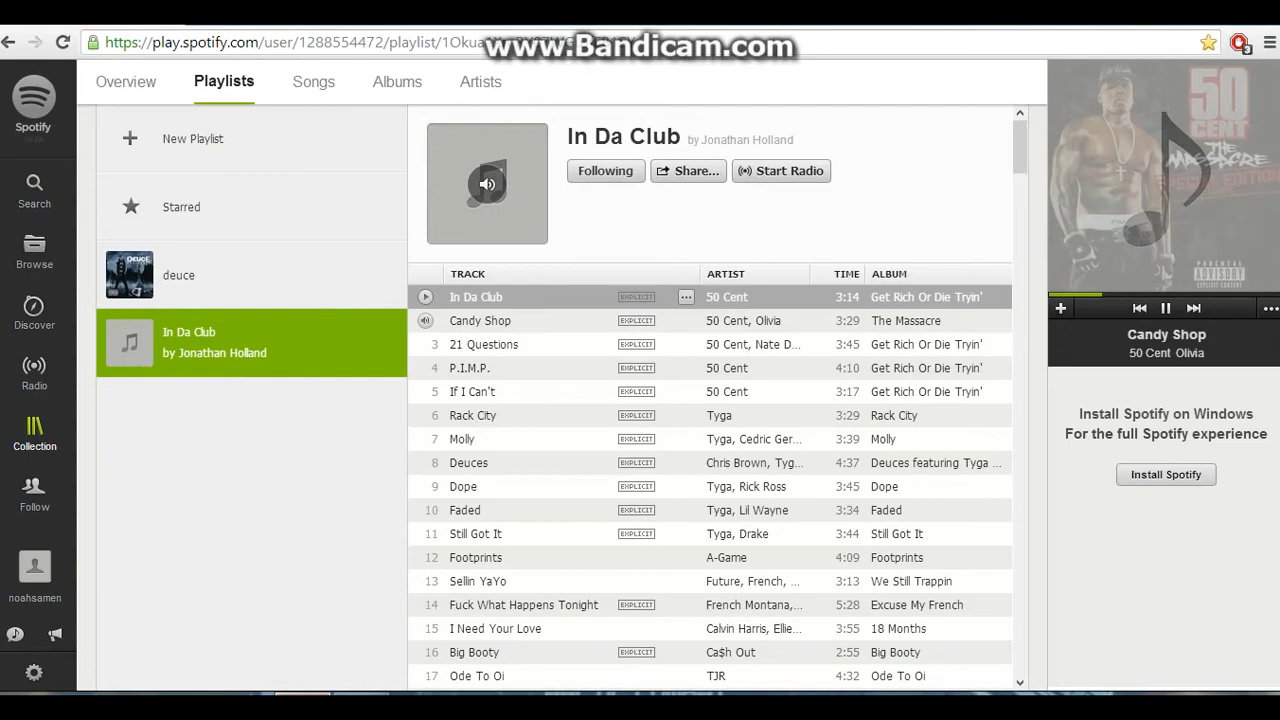 https://play.spotify.com/user/1288554472/playlist/1Okua
www.Bandicam.com
3
Overview Playlists Songs Albums Artists
Spotify
BETA
Search
Browse
Discover
Radio
Collection
Follow
noahsamen
New Playlist
Starred
deuce
In Da Club
by Jonathan Holland
In Da Club by Jonathan Holland
Following Share... Start Radio
TRACK ARTIST TIME ALBUM
In Da Club EXPLICIT ... 50 Cent 3:14 Get Rich Or Die Tryin'
Candy Shop EXPLICIT 50 Cent, Olivia 3:29 The Massacre
3 21 Questions EXPLICIT 50 Cent, Nate D... 3:45 Get Rich Or Die Tryin'
4 P.I.M.P. EXPLICIT 50 Cent 4:10 Get Rich Or Die Tryin'
5 If I Can't EXPLICIT 50 Cent 3:17 Get Rich Or Die Tryin'
6 Rack City EXPLICIT Tyga 3:29 Rack City
7 Molly EXPLICIT Tyga, Cedric Ger... 3:39 Molly
8 Deuces EXPLICIT Chris Brown, Tyg... 4:37 Deuces featuring Tyga ...
9 Dope EXPLICIT Tyga, Rick Ross 3:45 Dope
10 Faded EXPLICIT Tyga, Lil Wayne 3:34 Faded
11 Still Got It EXPLICIT Tyga, Drake 3:44 Still Got It
12 Footprints A-Game 4:09 Footprints
13 Sellin YaYo Future, French, ... 3:13 We Still Trappin
14 Fuck What Happens Tonight EXPLICIT French Montana,... 5:28 Excuse My French
15 I Need Your Love Calvin Harris, Ellie... 3:55 18 Months
16 Big Booty EXPLICIT Ca$h Out 2:55 Big Booty
17 Ode To Oi TJR 4:32 Ode To Oi
50
CENT
THE
MASSACRE
SPECIAL EDITION
PARENTAL
ADVISORY
EXPLICIT CONTENT
Candy Shop
50 Cent Olivia
Install Spotify on Windows
For the full Spotify experience
Install Spotify